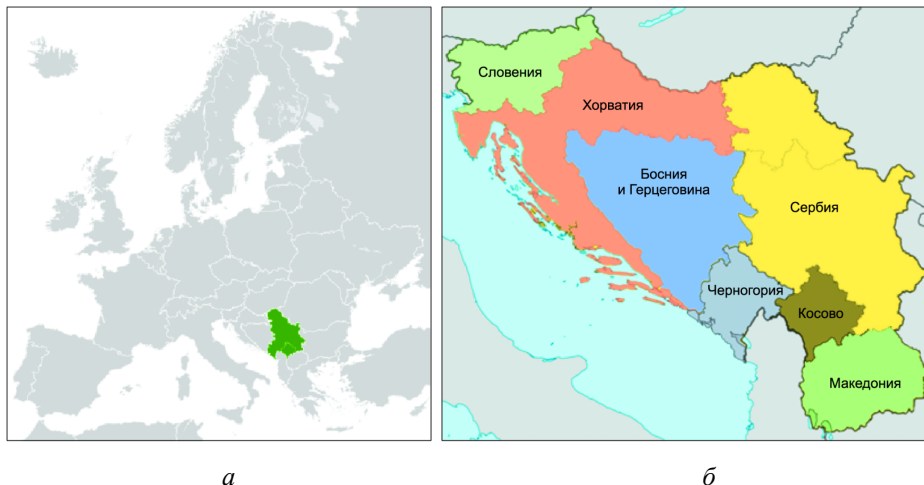 Словения
Хорватия
Босния
и Герцеговина
Сербия
Черногория
Косово
Македония
а
б